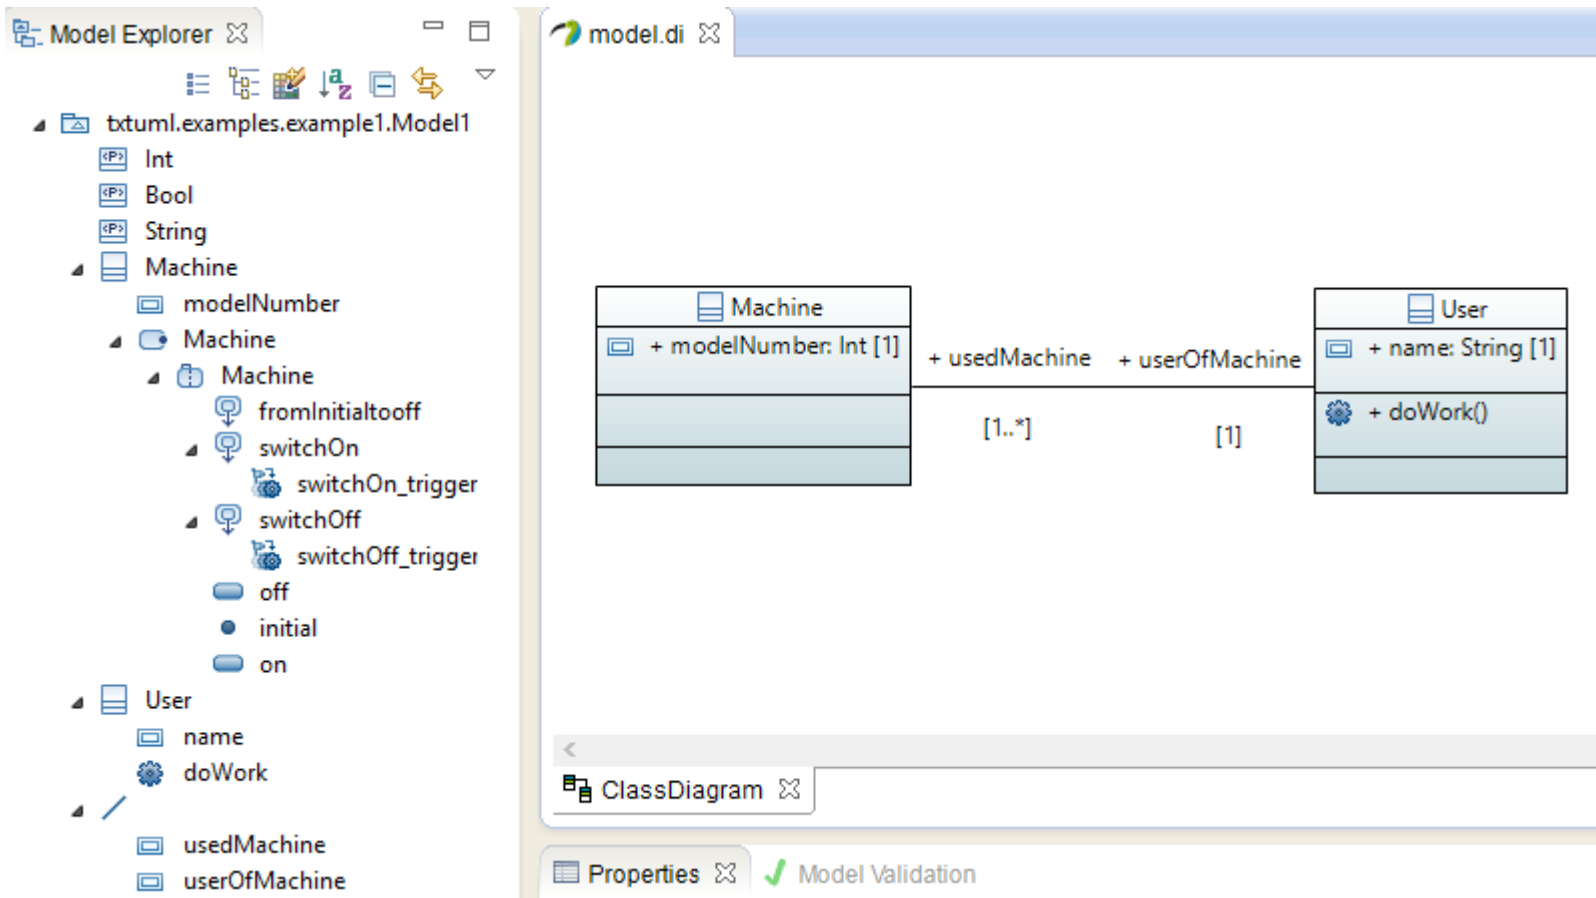 Model Explorer
txtuml.examples.example1.Model1
Int
Bool
String
Machine
modelNumber
Machine
Machine
fromInitialtooff
switchOn
switchOn_trigger
switchOff
switchOff_trigger
off
initial
on
User
name
doWork
usedMachine
userOfMachine
model.di
Machine
+ modelNumber: Int [1]
+ usedMachine
+ userOfMachine
[1..*]
[1]
User
+ name: String [1]
+ doWork()
ClassDiagram
Properties
Model Validation